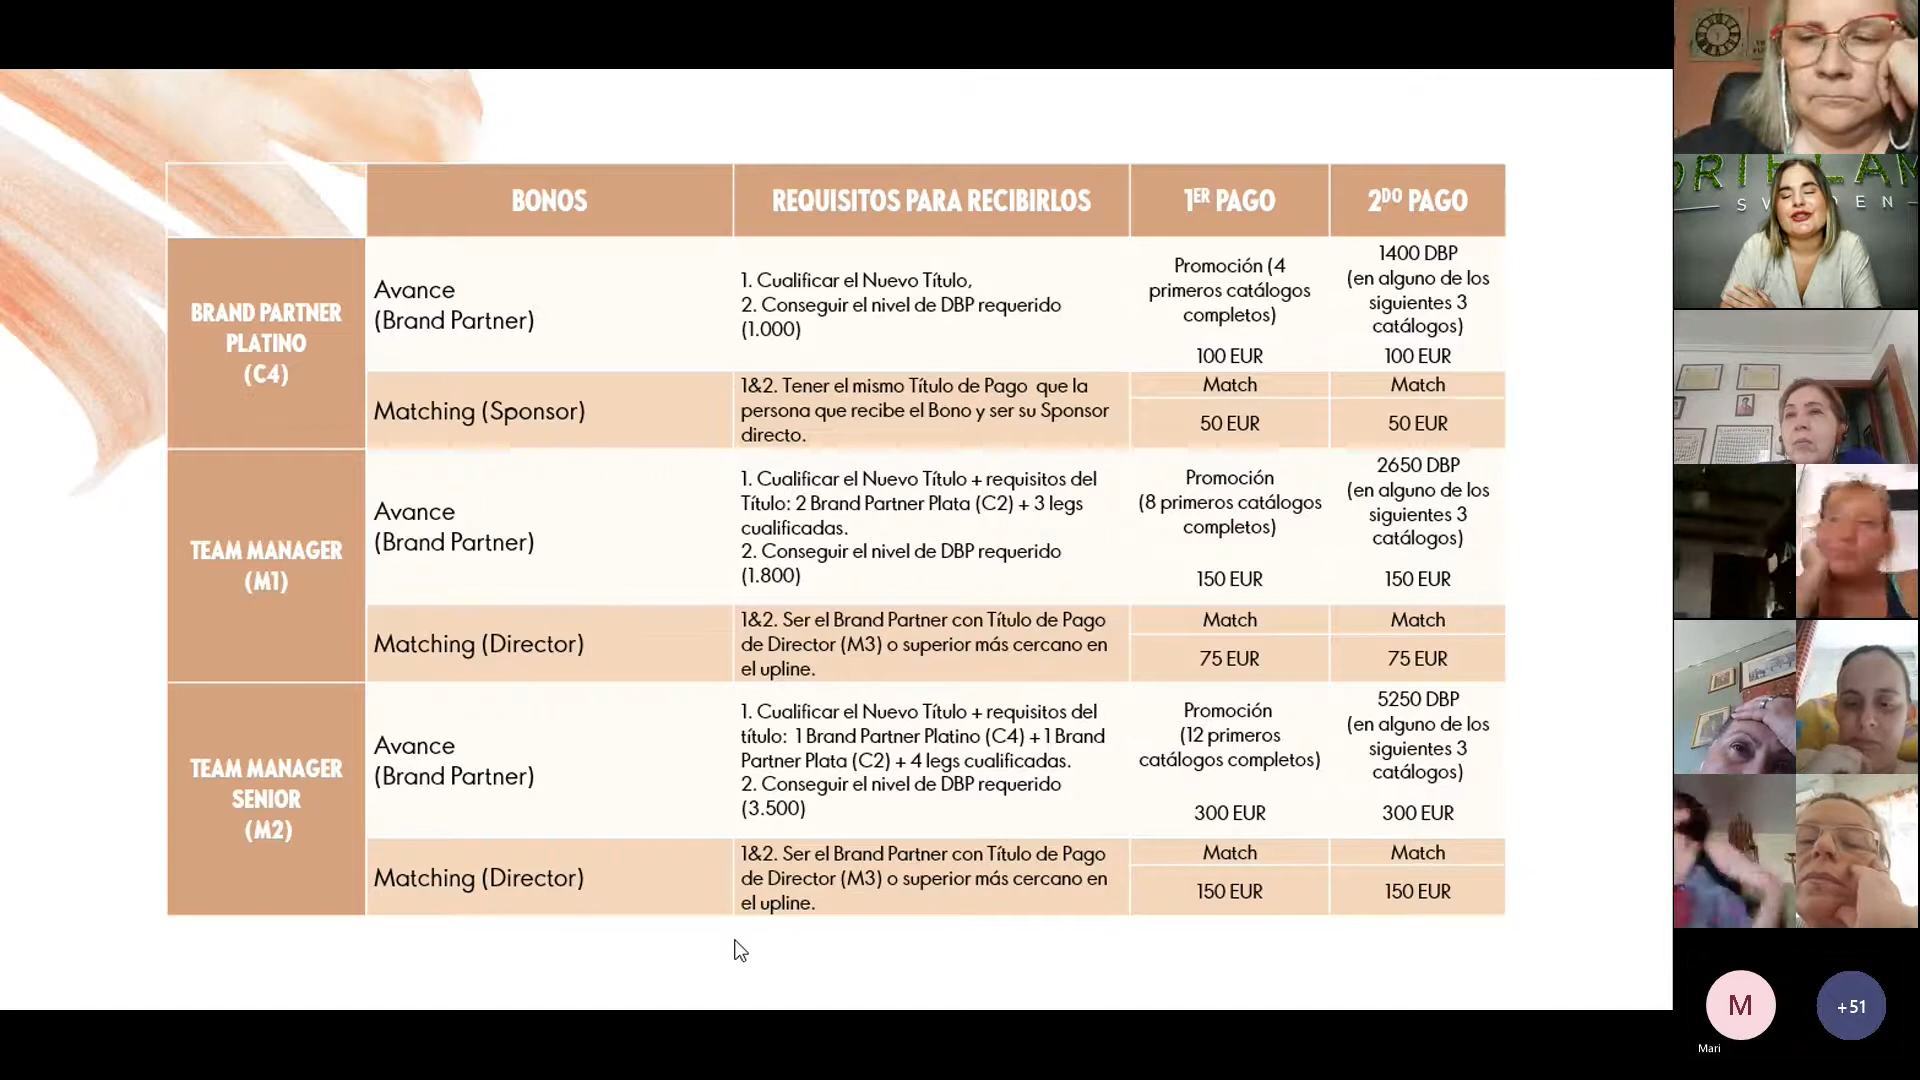 BONOS
REQUISITOS PARA RECIBIRLOS
1ER PAGO
2DO PAGO
BRAND PARTNER
PLATINO
(C4)
Avance
(Brand Partner)
1. Cualificar el Nuevo Título,
2. Conseguir el nivel de DBP requerido
(1.000)
Promoción (4
primeros catálogos
completos)
100 EUR
1400 DBP
(en alguno de los
siguientes 3
catálogos)
100 EUR
Matching (Sponsor)
1&2. Tener el mismo Título de Pago que la
persona que recibe el Bono y ser su Sponsor
directo.
Match
50 EUR
Match
50 EUR
TEAM MANAGER
(M1)
Avance
(Brand Partner)
1. Cualificar el Nuevo Título + requisitos del
Título: 2 Brand Partner Plata (C2) + 3 legs
cualificadas.
2. Conseguir el nivel de DBP requerido
(1.800)
Promoción
(8 primeros catálogos
completos)
150 EUR
2650 DBP
(en alguno de los
siguientes 3
catálogos)
150 EUR
Matching (Director)
1&2. Ser el Brand Partner con Título de Pago
de Director (M3) o superior más cercano en
el upline.
Match
75 EUR
Match
75 EUR
TEAM MANAGER
SENIOR
(M2)
Avance
(Brand Partner)
1. Cualificar el Nuevo Título + requisitos del
título: 1 Brand Partner Platino (C4) + 1 Brand
Partner Plata (C2) + 4 legs cualificadas.
2. Conseguir el nivel de DBP requerido
(3.500)
Promoción
(12 primeros
catálogos completos)
300 EUR
5250 DBP
(en alguno de los
siguientes 3
catálogos)
300 EUR
Matching (Director)
1&2. Ser el Brand Partner con Título de Pago
de Director (M3) o superior más cercano en
el upline.
Match
150 EUR
Match
150 EUR
M
Mari
+51